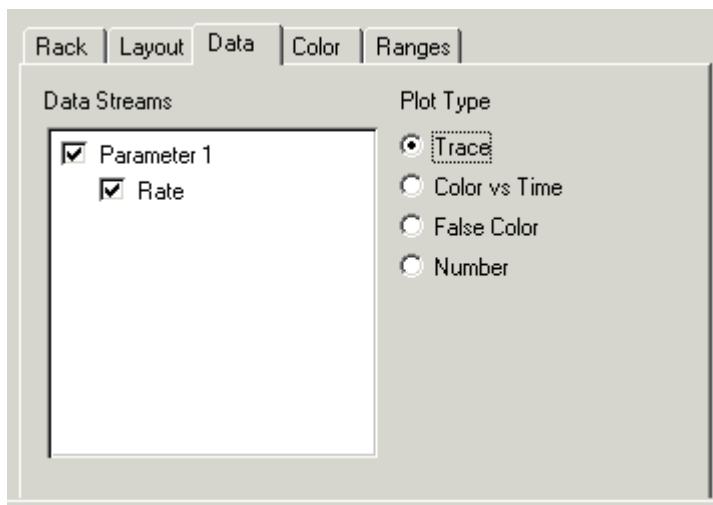 Rack Layout Data Color Ranges
Data Streams
Parameter 1
Rate
Plot Type
Trace
Color vs Time
False Color
Number